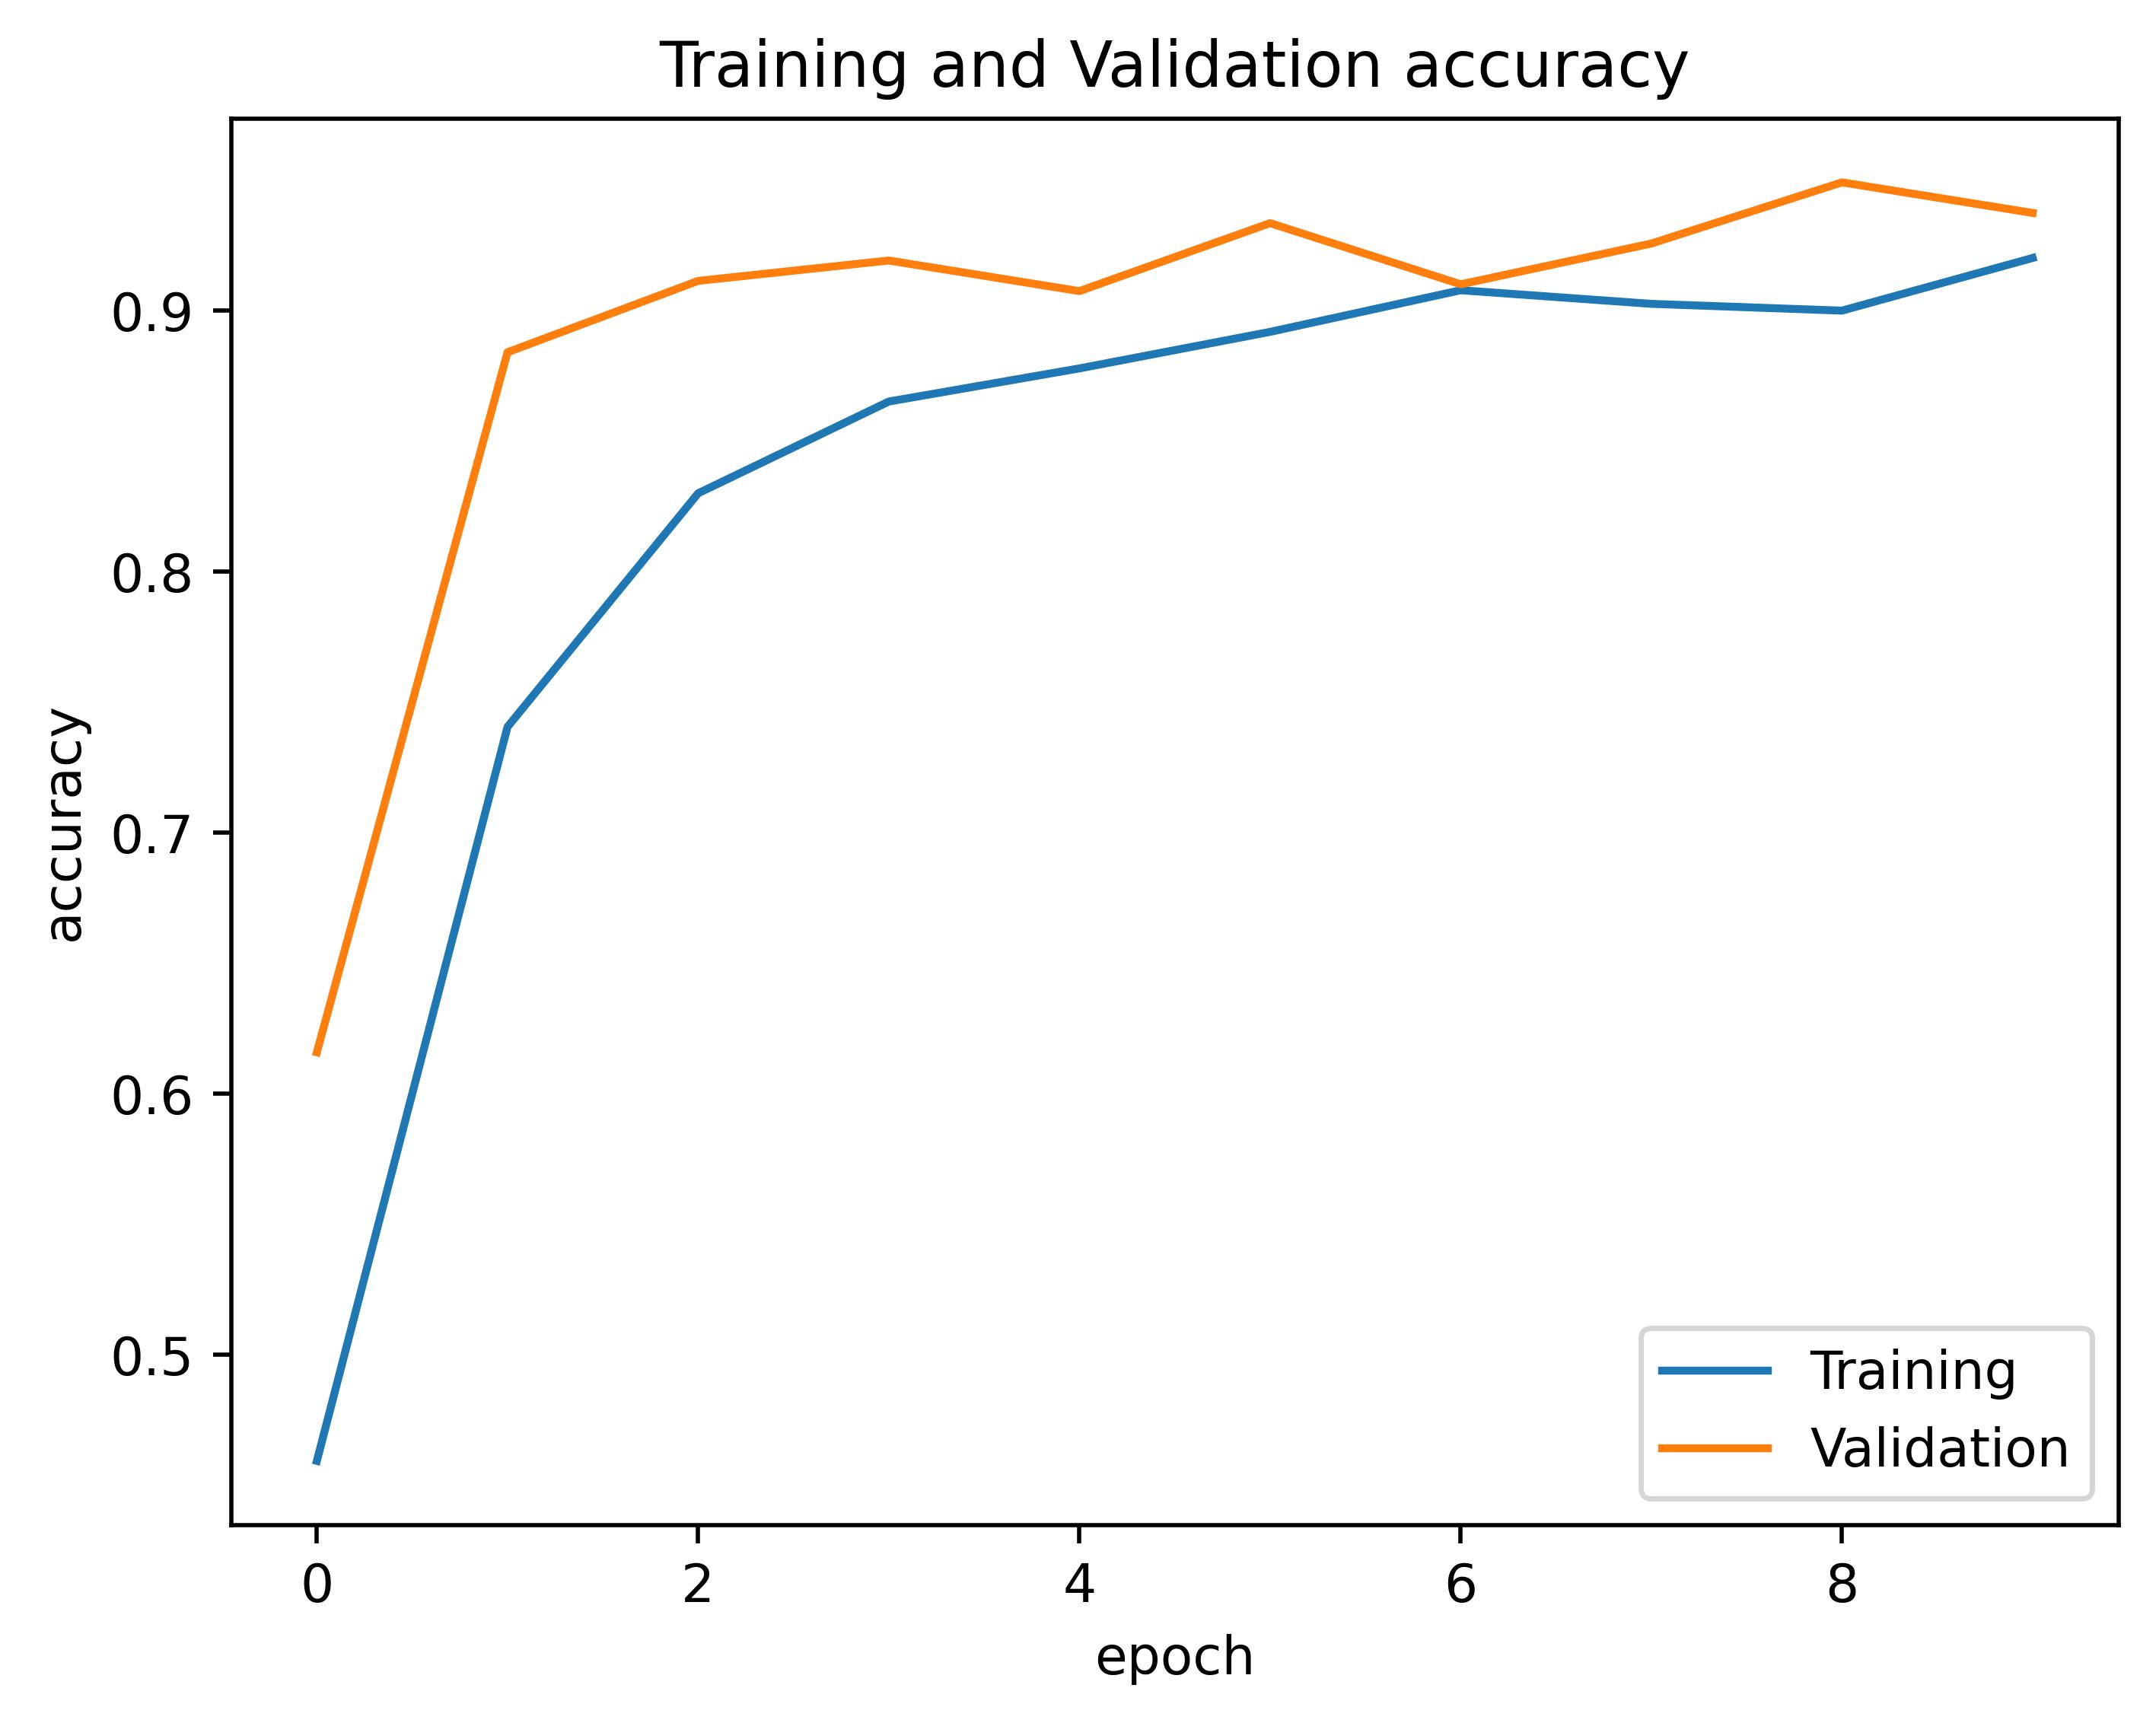 Training and Validation accuracy
accuracy
0.9
0.8
0.7
0.6
0.5
Training
Validation
0 2 4 6 8
epoch